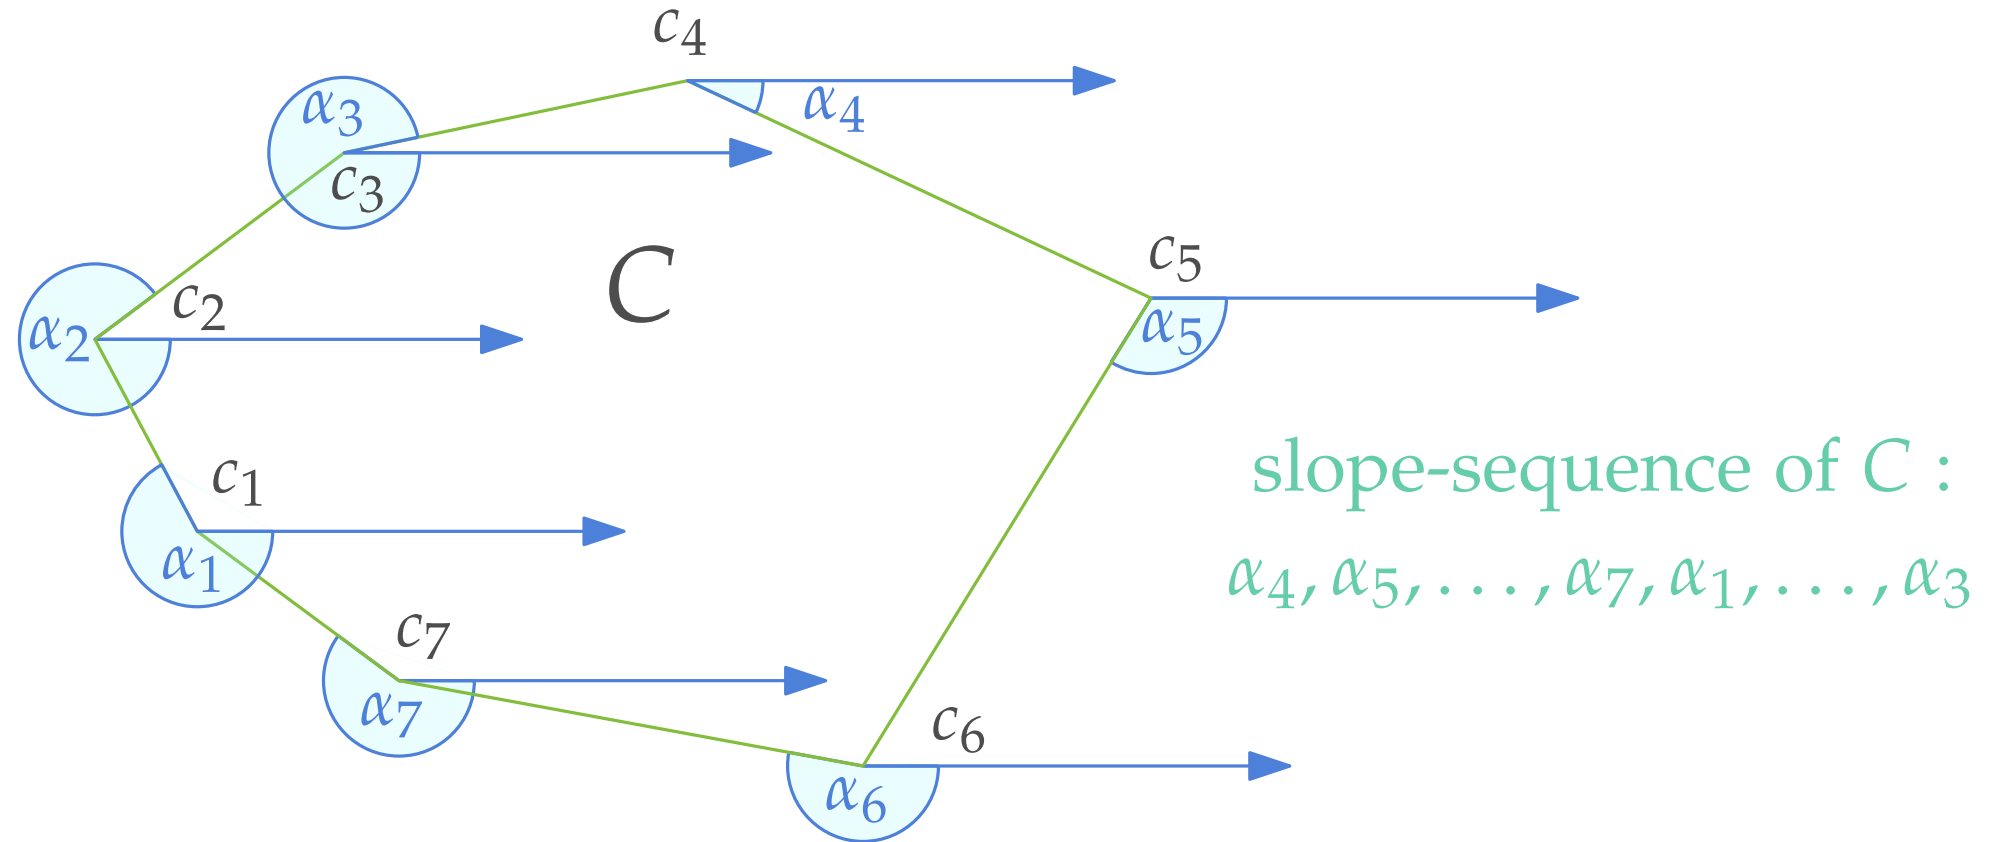 c₄
α₃
α₄
c₃
c₅
C
c₂
α₂
α₅
slope-sequence of C :
c₁
α₁
α₄, α₅, . . . , α₇, α₁, . . . , α₃
c₇
α₇
c₆
α₆